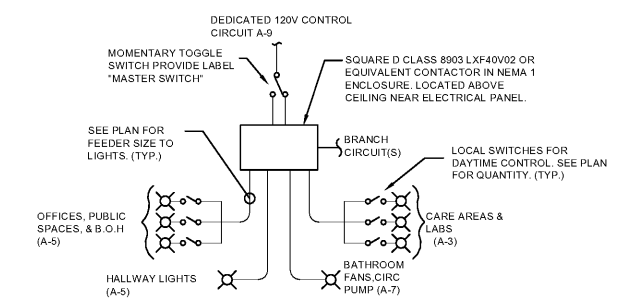 DEDICATED 120V CONTROL
CIRCUIT A-9
MOMENTARY TOGGLE
SWITCH PROVIDE LABEL
"MASTER SWITCH"
SQUARE D CLASS 8903 LXF40V02 OR
EQUIVALENT CONTACTOR IN NEMA 1
ENCLOSURE. LOCATED ABOVE
CEILING NEAR ELECTRICAL PANEL.
SEE PLAN FOR
FEEDER SIZE TO
LIGHTS. (TYP.)
BRANCH
CIRCUIT(S)
LOCAL SWITCHES FOR
DAYTIME CONTROL. SEE PLAN
FOR QUANTITY. (TYP.)
OFFICES, PUBLIC
SPACES, & B.O.H
(A-5)
CARE AREAS &
LABS
(A-3)
HALLWAY LIGHTS
(A-5)
BATHROOM
FANS,CIRC
PUMP (A-7)